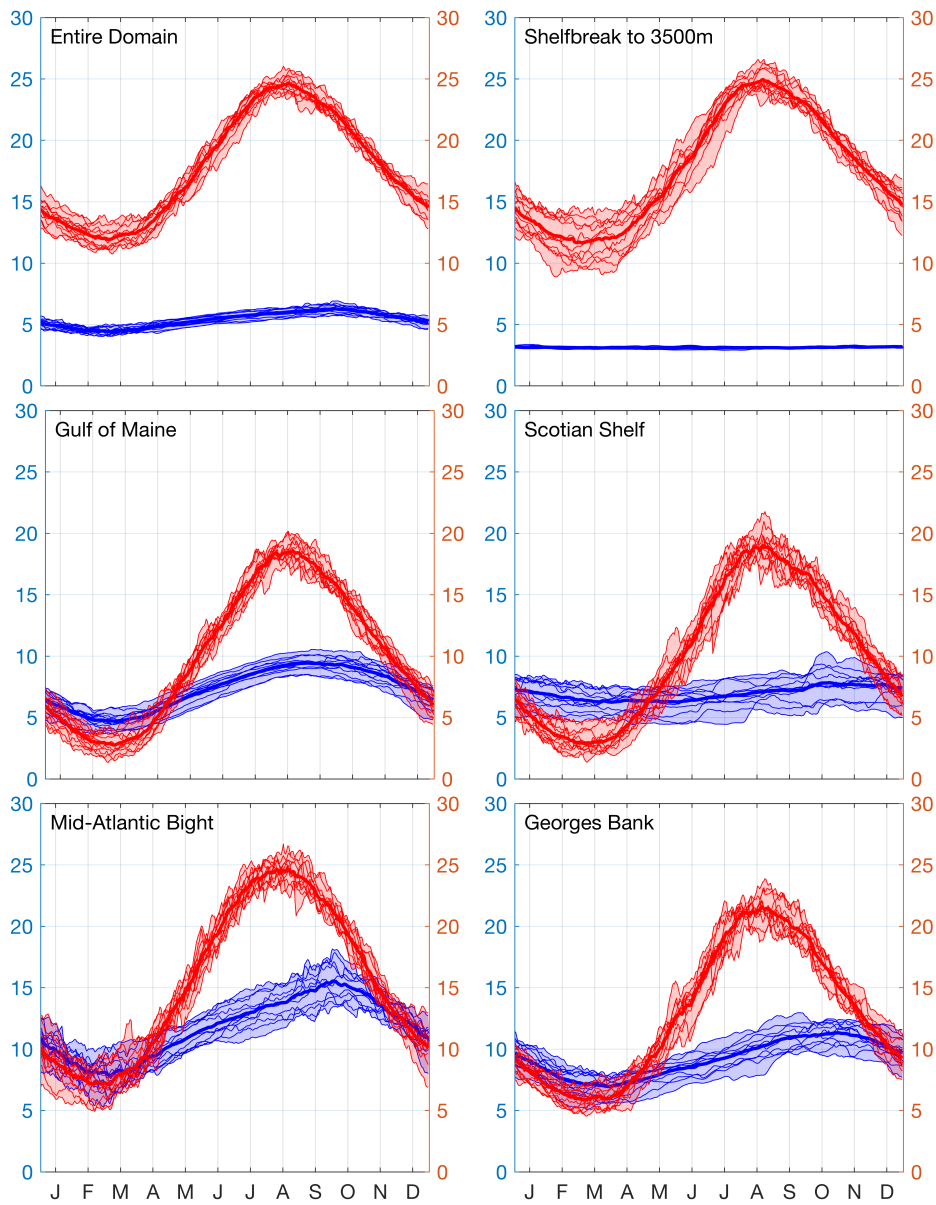 30 30 30 30
Entire Domain Shelfbreak to 3500m
25 25 25 25
20 20 20 20
15 15 15 15
10 10 10 10
5 5 5 5
0 0 0 0
30 30 30 30
Gulf of Maine Scotian Shelf
25 25 25 25
20 20 20 20
15 15 15 15
10 10 10 10
5 5 5 5
0 0 0 0
30 30 30 30
Mid-Atlantic Bight Georges Bank
25 25 25 25
20 20 20 20
15 15 15 15
10 10 10 10
5 5 5 5
0 0 0 0
J F M A M J J A S O N D J F M A M J J A S O N D